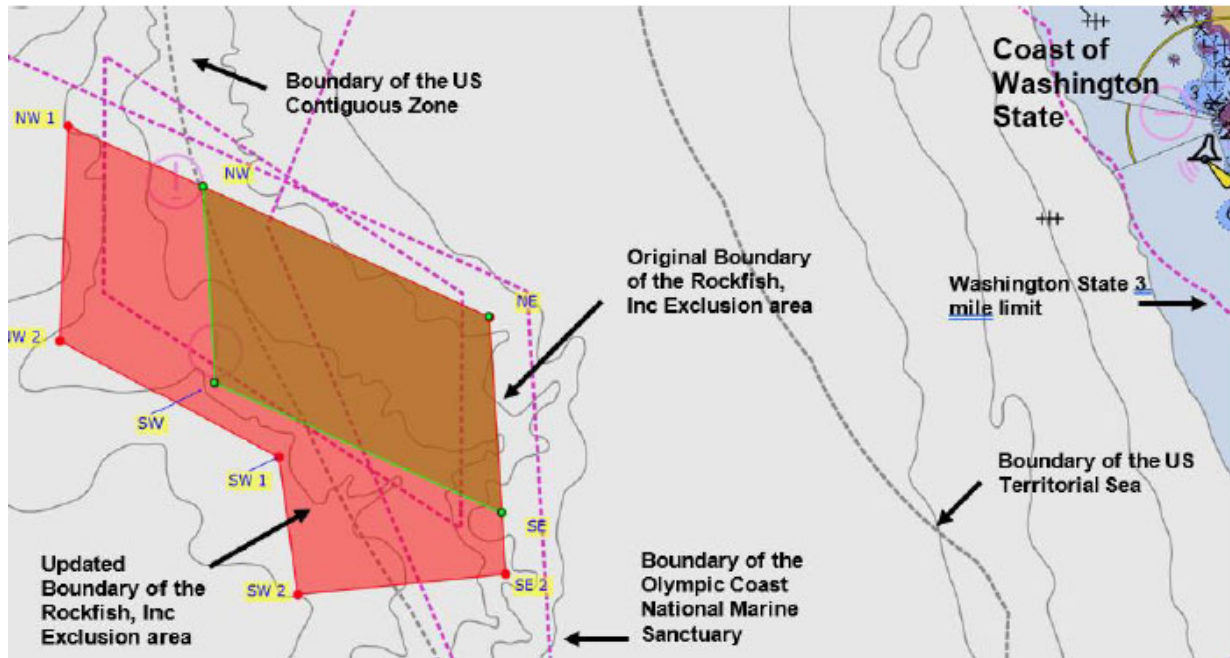 Coast of
Washington
State
3
Boundary of the US
Contiguous Zone
NW 1
NW
Original Boundary
of the Rockfish,
Inc Exclusion area
NE
Washington State 3
mile limit
NW 2
SW
SW 1
Boundary of the US
Territorial Sea
SE
Updated
Boundary of the
Rockfish, Inc
Exclusion area
SW 2
SE 2
Boundary of the
Olympic Coast
National Marine
Sanctuary